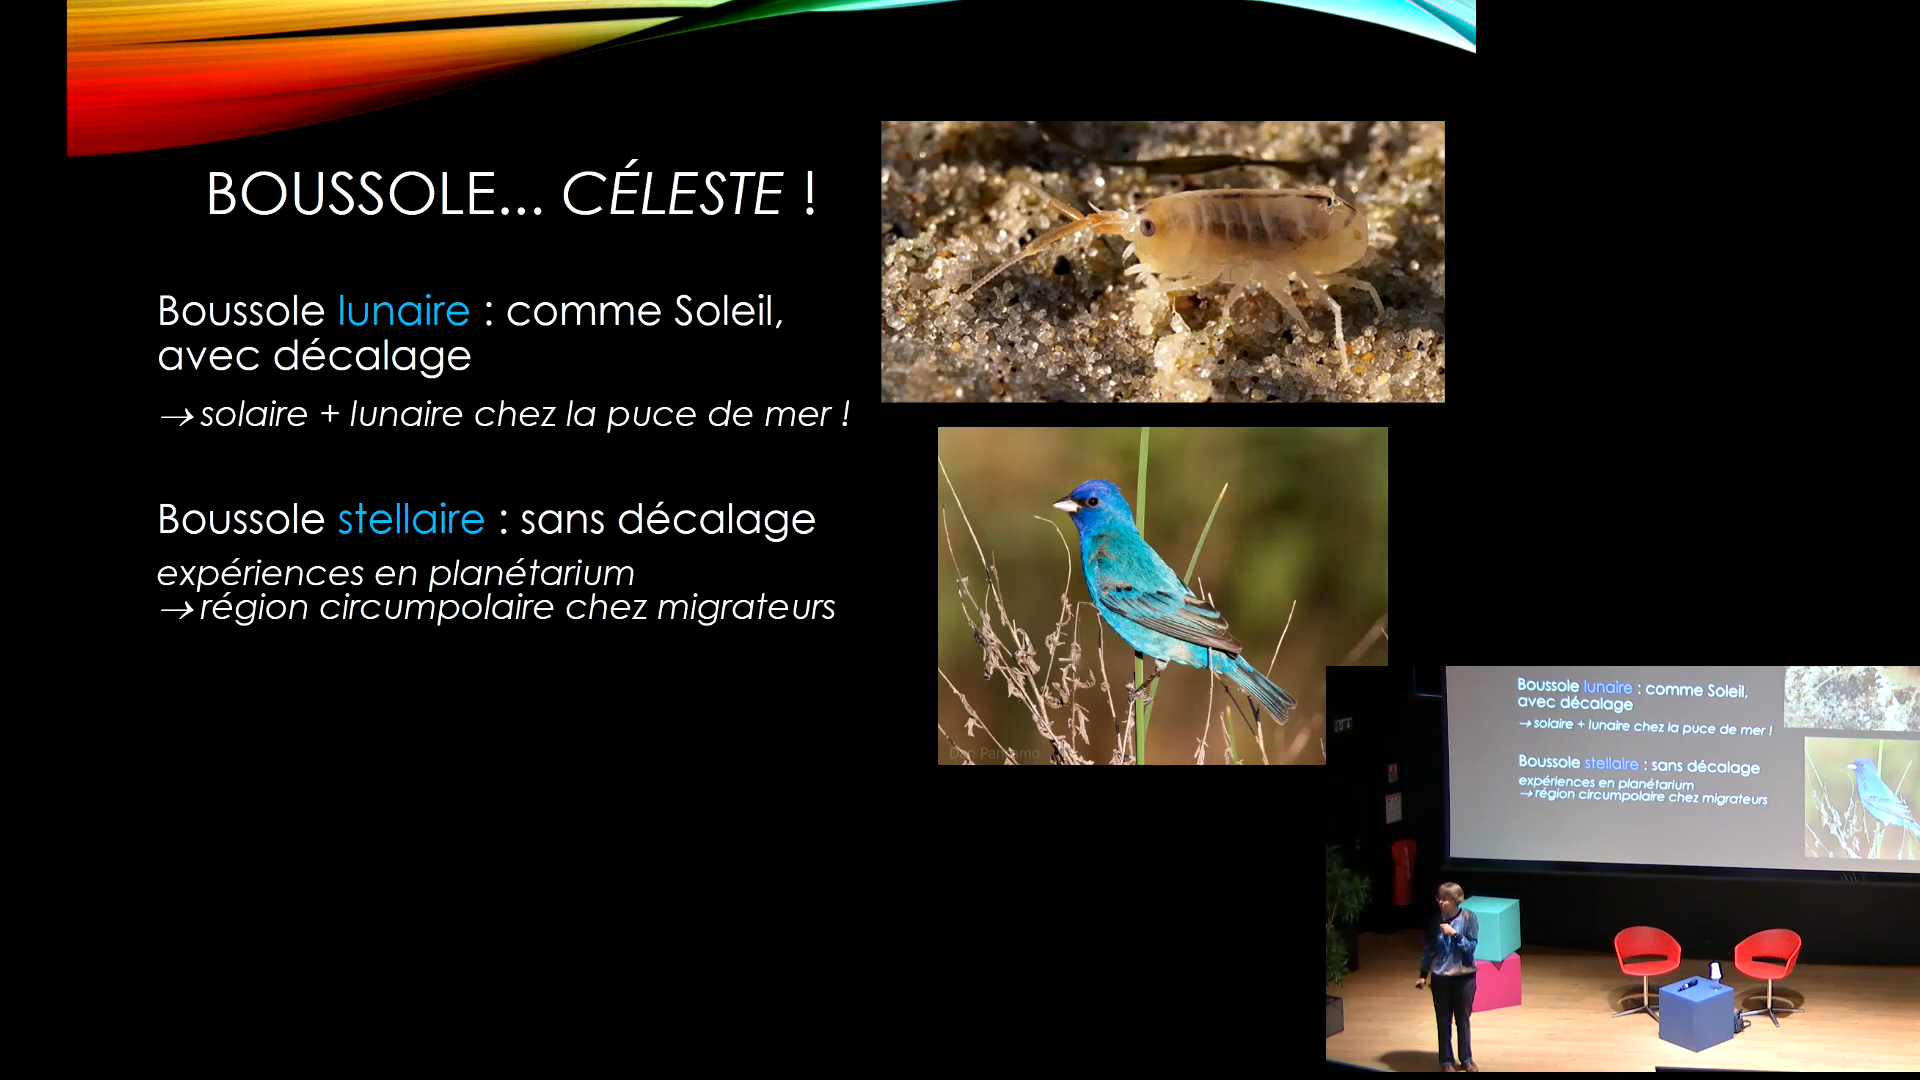 BOUSSOLE... CÉLESTE !
Boussole lunaire : comme Soleil,
avec décalage
→ solaire + lunaire chez la puce de mer !
Boussole stellaire : sans décalage
expériences en planétarium
→ région circumpolaire chez migrateurs
Boussole lunaire : comme Soleil,
avec décalage
→ solaire + lunaire chez la puce de mer !
Boussole stellaire : sans décalage
expériences en planétarium
→ région circumpolaire chez migrateurs